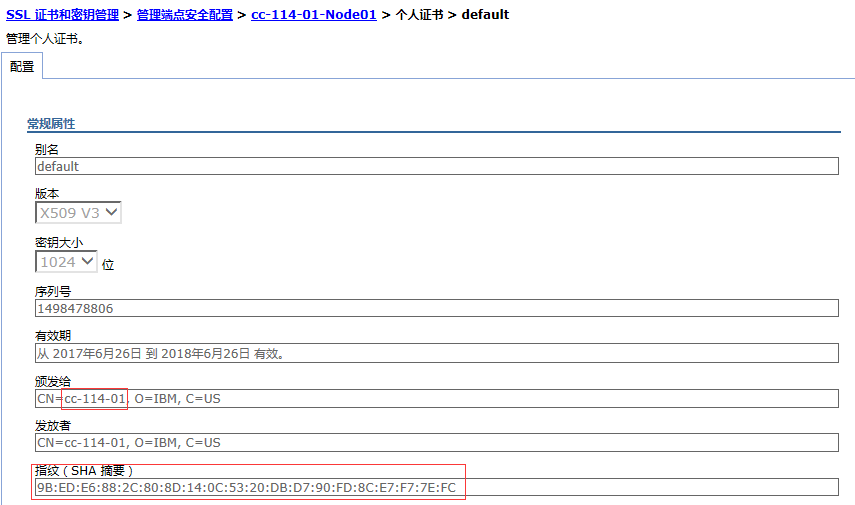 SSL 证书和密钥管理 > 管理端点安全配置 > cc-114-01-Node01 > 个人证书 > default
管理个人证书。
配置
常规属性
别名
default
版本
X509 V3
密钥大小
1024 位
序列号
1498478806
有效期
从 2017年6月26日 到 2018年6月26日 有效。
颁发给
CN=cc-114-01, O=IBM, C=US
发放者
CN=cc-114-01, O=IBM, C=US
指纹（SHA 摘要）
9B:ED:E6:88:2C:80:8D:14:0C:53:20:DB:D7:90:FD:8C:E7:F7:7E:FC